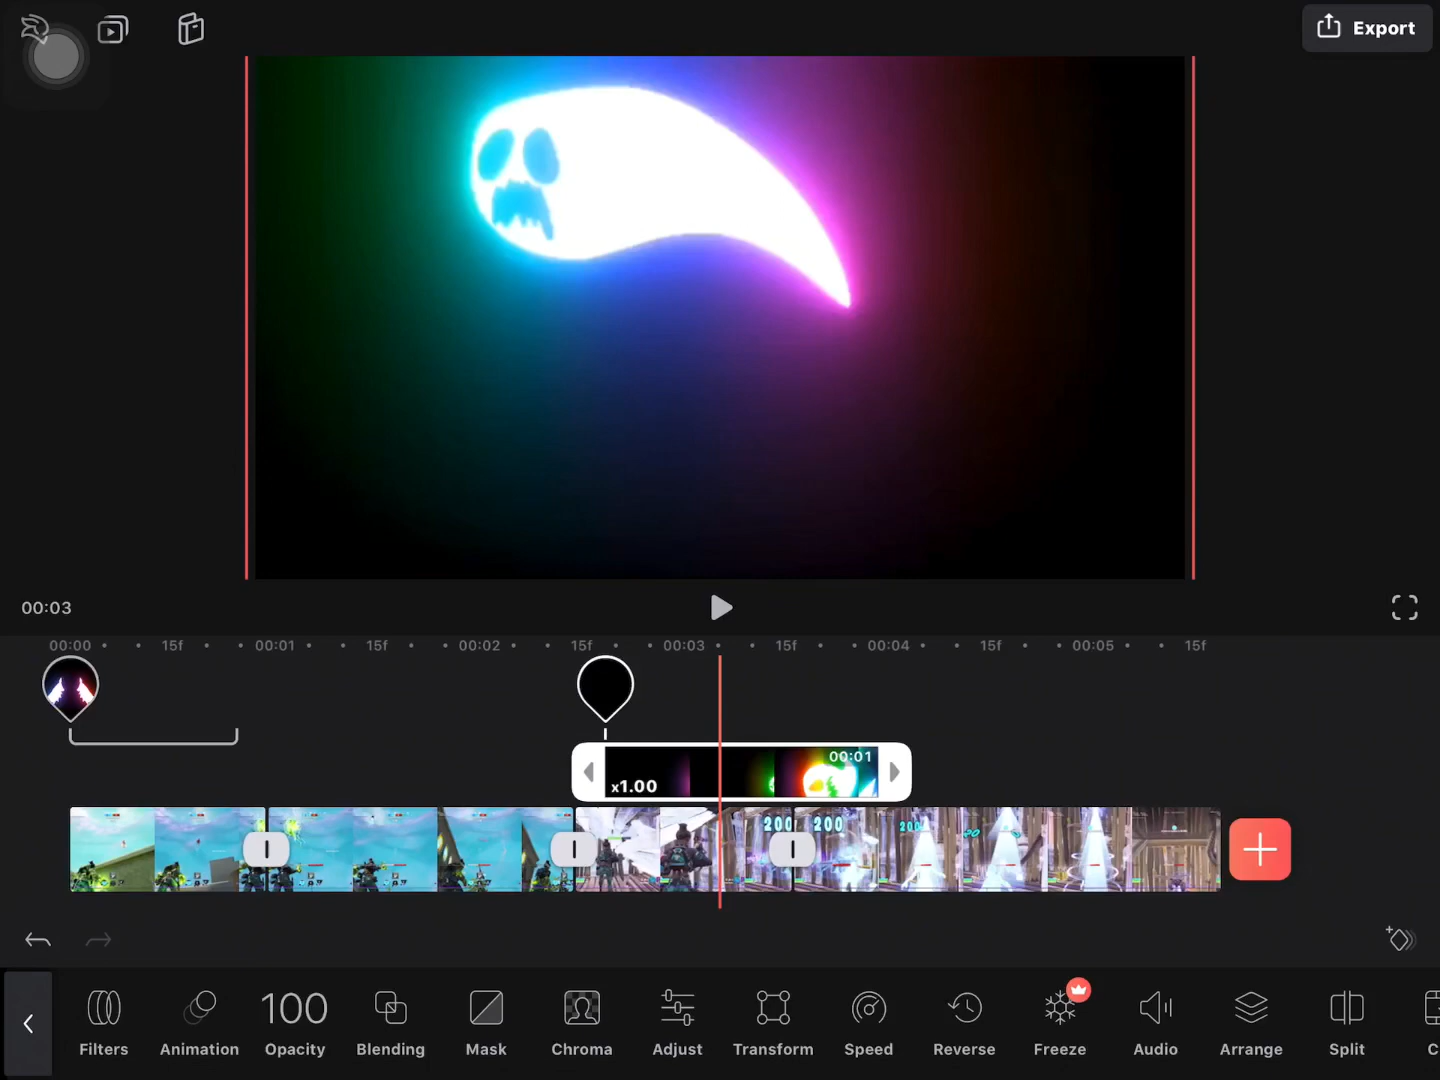 Export
00:03
00:00 15f 00:01 15f 00:02 15f 00:03 15f 00:04 15f 00:05 15f
00:01
x1.00
200 200 200
100
Filters Animation Opacity Blending Mask Chroma Adjust Transform Speed Reverse Freeze Audio Arrange Split C